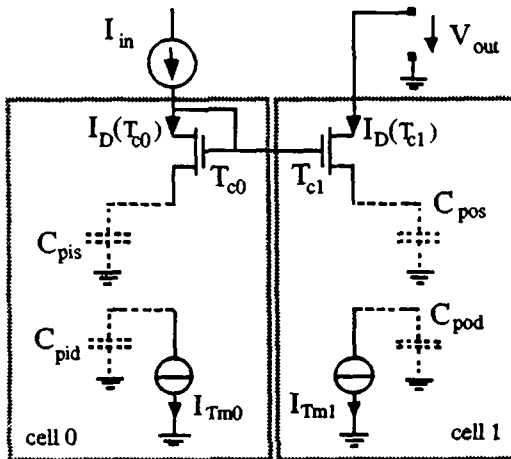 I_in
V_out
I_D(T_c0)
I_D(T_c1)
T_c0
T_c1
C_pis
C_pos
C_pid
C_pod
I_Tm0
I_Tm1
cell 0
cell 1